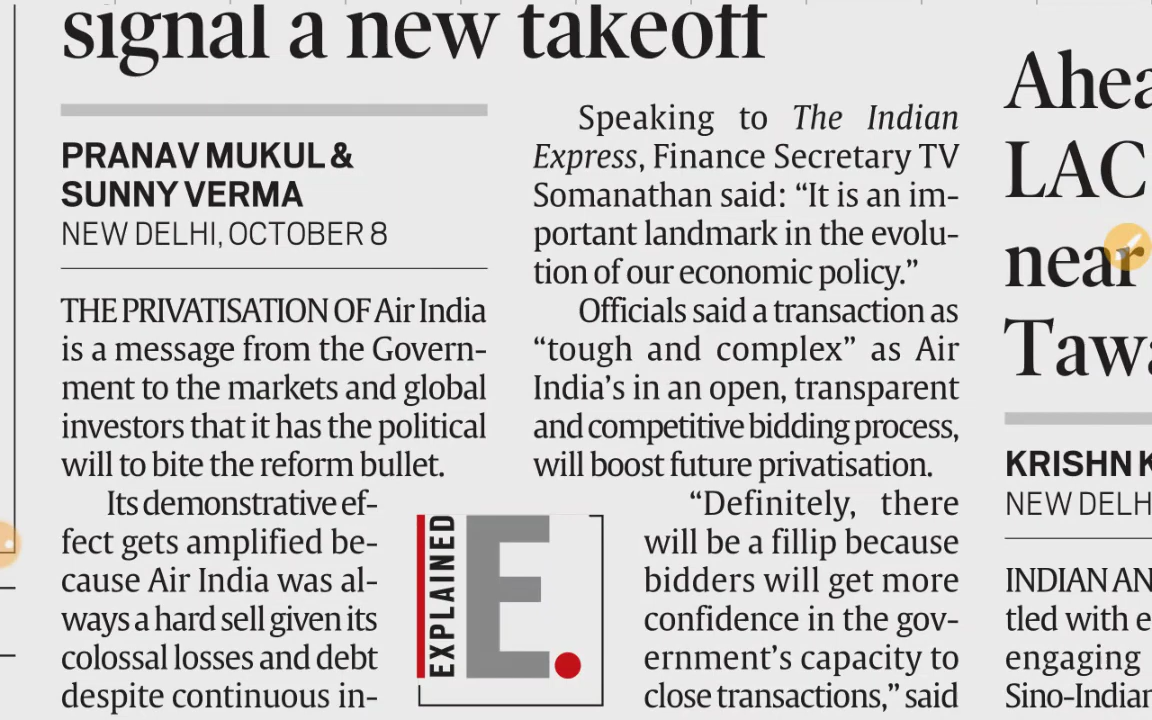 signal a new takeoff
PRANAV MUKUL &
SUNNY VERMA
NEW DELHI, OCTOBER 8
THE PRIVATISATION OF Air India
is a message from the Govern-
ment to the markets and global
investors that it has the political
will to bite the reform bullet.
Its demonstrative ef-
fect gets amplified be-
cause Air India was al-
ways a hard sell given its
colossal losses and debt
despite continuous in-
EXPLAINED
E.
Speaking to The Indian
Express, Finance Secretary TV
Somanathan said: “It is an im-
portant landmark in the evolu-
tion of our economic policy.”
Officials said a transaction as
“tough and complex” as Air
India’s in an open, transparent
and competitive bidding process,
will boost future privatisation.
“Definitely, there
will be a fillip because
bidders will get more
confidence in the gov-
ernment’s capacity to
close transactions,” said
LAC
near
KRISHN
NEW
INDIAN
tled with
engaging